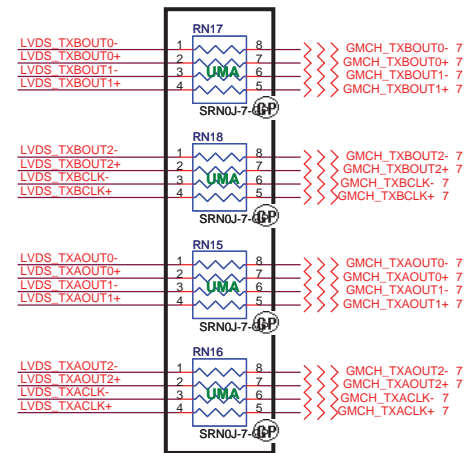 RN17
LVDS_TXBOUT0- 1 8 GMCH_TXBOUT0- 7
LVDS_TXBOUT0+ 2 7 GMCH_TXBOUT0+ 7
LVDS_TXBOUT1- 3 UMA 6 GMCH_TXBOUT1- 7
LVDS_TXBOUT1+ 4 5 GMCH_TXBOUT1+ 7
SRN0J-7-GP
RN18
LVDS_TXBOUT2- 1 8 GMCH_TXBOUT2- 7
LVDS_TXBOUT2+ 2 7 GMCH_TXBOUT2+ 7
LVDS_TXBCLK- 3 UMA 6 GMCH_TXBCLK- 7
LVDS_TXBCLK+ 4 5 GMCH_TXBCLK+ 7
SRN0J-7-GP
RN15
LVDS_TXAOUT0- 1 8 GMCH_TXAOUT0- 7
LVDS_TXAOUT0+ 2 7 GMCH_TXAOUT0+ 7
LVDS_TXAOUT1- 3 UMA 6 GMCH_TXAOUT1- 7
LVDS_TXAOUT1+ 4 5 GMCH_TXAOUT1+ 7
SRN0J-7-GP
RN16
LVDS_TXAOUT2- 1 8 GMCH_TXAOUT2- 7
LVDS_TXAOUT2+ 2 7 GMCH_TXAOUT2+ 7
LVDS_TXACLK- 3 UMA 6 GMCH_TXACLK- 7
LVDS_TXACLK+ 4 5 GMCH_TXACLK+ 7
SRN0J-7-GP